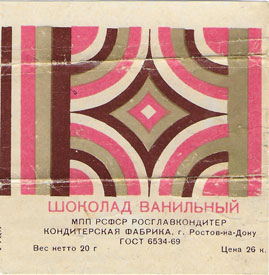 ШОКОЛАД ВАНИЛЬНЫЙ
МПП РСФСР РОСГЛАВКОНДИТЕР
КОНДИТЕРСКАЯ ФАБРИКА, г. Ростов-на-Дону
ГОСТ 6534-69
Вес нетто 20 г
Цена 26 к.